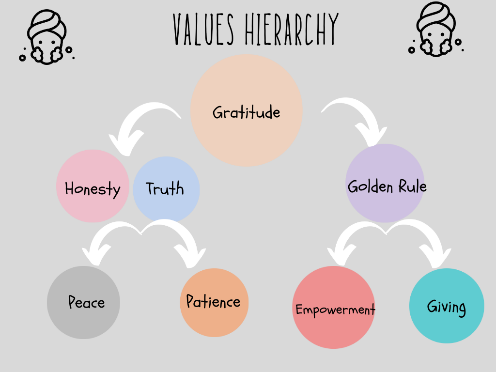 VALUES HIERARCHY
Gratitude
Honesty
Truth
Golden Rule
Peace
Patience
Empowerment
Giving